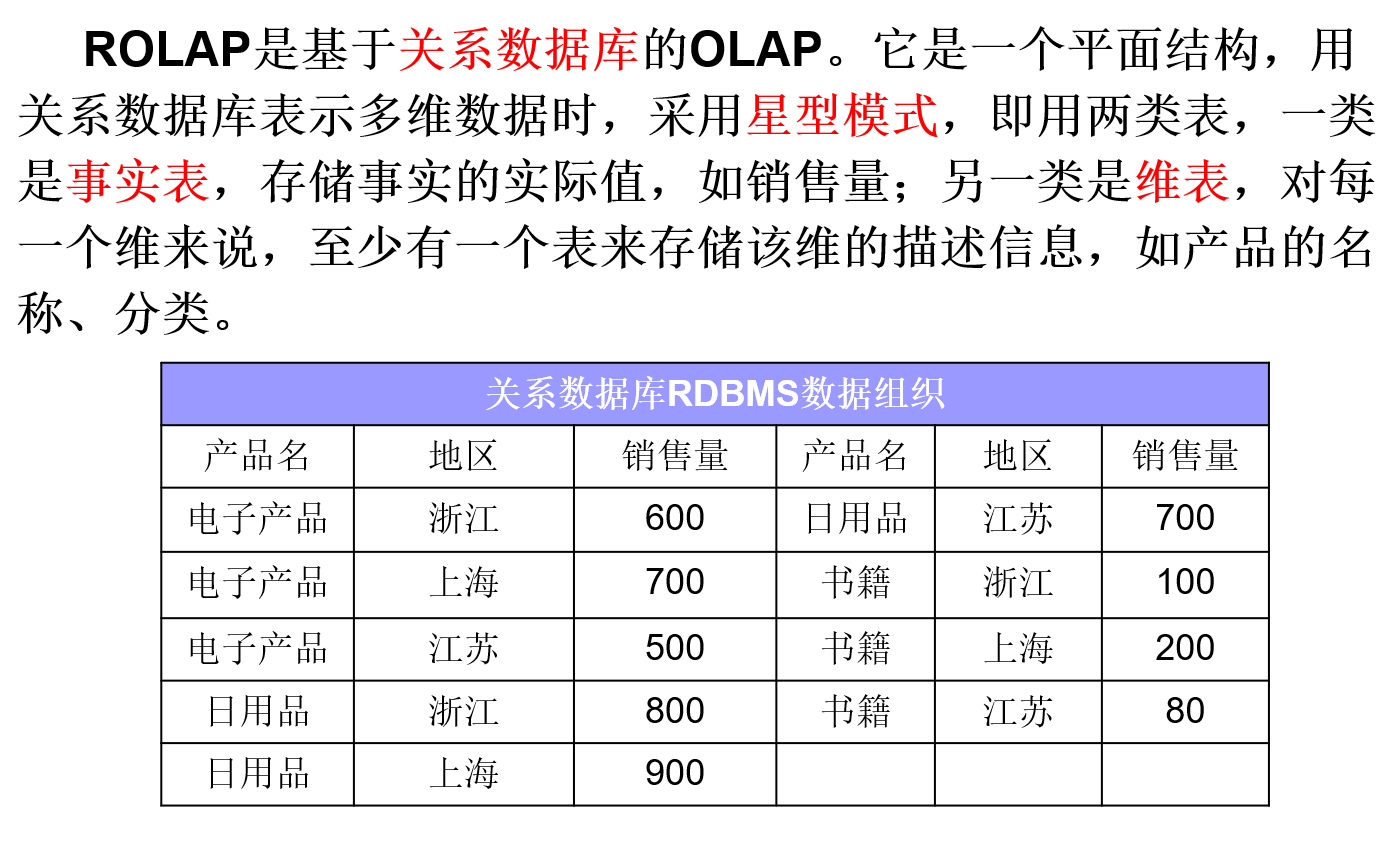 ROLAP是基于关系数据库的OLAP。它是一个平面结构，用
关系数据库表示多维数据时，采用星型模式，即用两类表，一类
是事实表，存储事实的实际值，如销售量；另一类是维表，对每
一个维来说，至少有一个表来存储该维的描述信息，如产品的名
称、分类。
关系数据库RDBMS数据组织
产品名 地区 销售量 产品名 地区 销售量
电子产品 浙江 600 日用品 江苏 700
电子产品 上海 700 书籍 浙江 100
电子产品 江苏 500 书籍 上海 200
日用品 浙江 800 书籍 江苏 80
日用品 上海 900